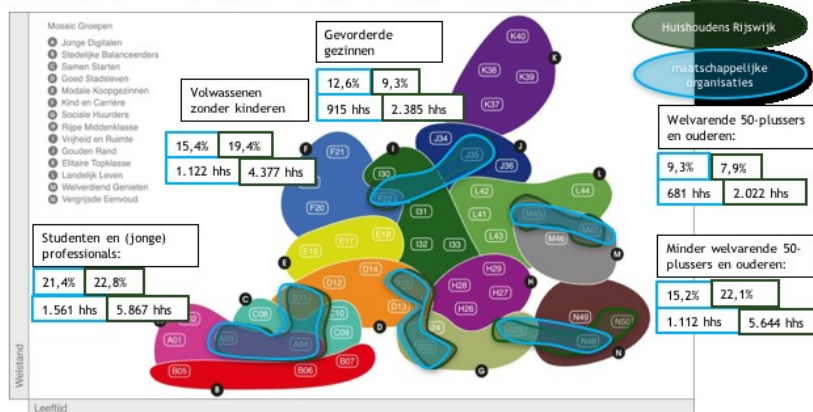 Mosaic Groepen
A Jonge Digitalen
B Stedelijke Balanceerders
C Samen Starten
D Goed Stadsleven
E Modale Koopgezinnen
F Kind en Carrière
G Sociale Huurders
H Rijpe Middenklasse
I Vrijheid en Ruimte
J Gouden Rand
K Elitaire Topklasse
L Landelijk Leven
M Welverdiend Genieten
N Vergrijsde Eenvoud
Gevorderde
gezinnen
12,6% 9,3%
915 hhs 2.385 hhs
Volwassenen
zonder kinderen
15,4% 19,4%
1.122 hhs 4.377 hhs
Studenten en (jonge)
professionals:
21,4% 22,8%
1.561 hhs 5.867 hhs
Huishoudens Rijswijk
maatschappelijke
organisaties
Welvarende 50-plussers
en ouderen:
9,3% 7,9%
681 hhs 2.022 hhs
Minder welvarende 50-
plussers en ouderen:
15,2% 22,1%
1.112 hhs 5.644 hhs
K40
K38 K39
K37
K
J34
J35
J36
J
F21
F20
F22
F
I
I30
I31
I32 I33
L44
L42
L41
L43
L
M45
M47
M46
M
E18
E17
E16
E
D14
D12
D11
D13
D
H29
H28
H27
H26
H
C
C08
C09
A01
A03
A04
B05 B06 B07
B
G
N49
N50
N48
N
Welstand
Leeftijd